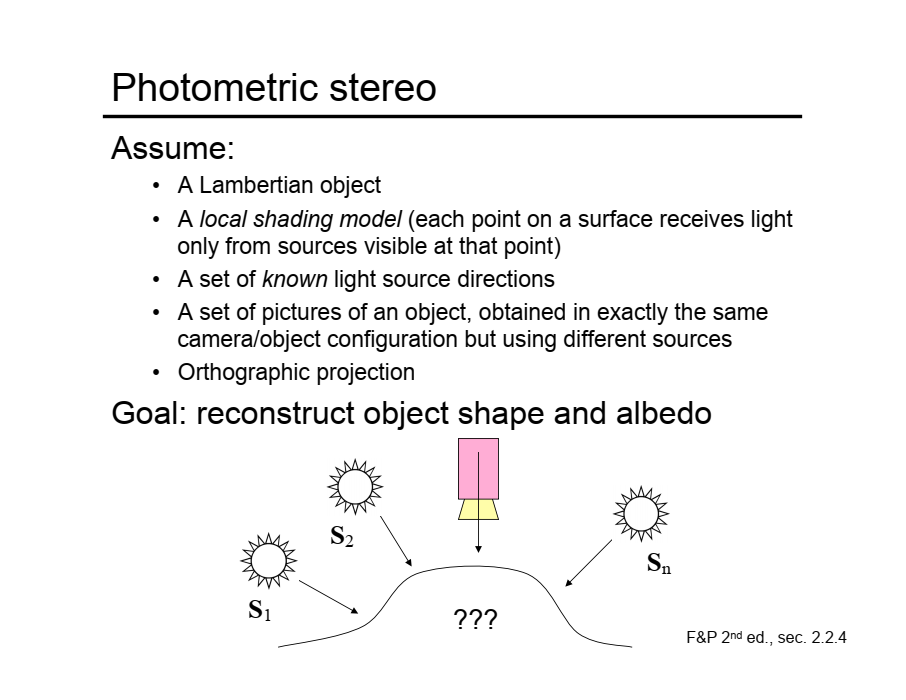 Photometric stereo
Assume:
• A Lambertian object
• A local shading model (each point on a surface receives light
only from sources visible at that point)
• A set of known light source directions
• A set of pictures of an object, obtained in exactly the same
camera/object configuration but using different sources
• Orthographic projection
Goal: reconstruct object shape and albedo
S2
Sn
S1
???
F&P 2nd ed., sec. 2.2.4